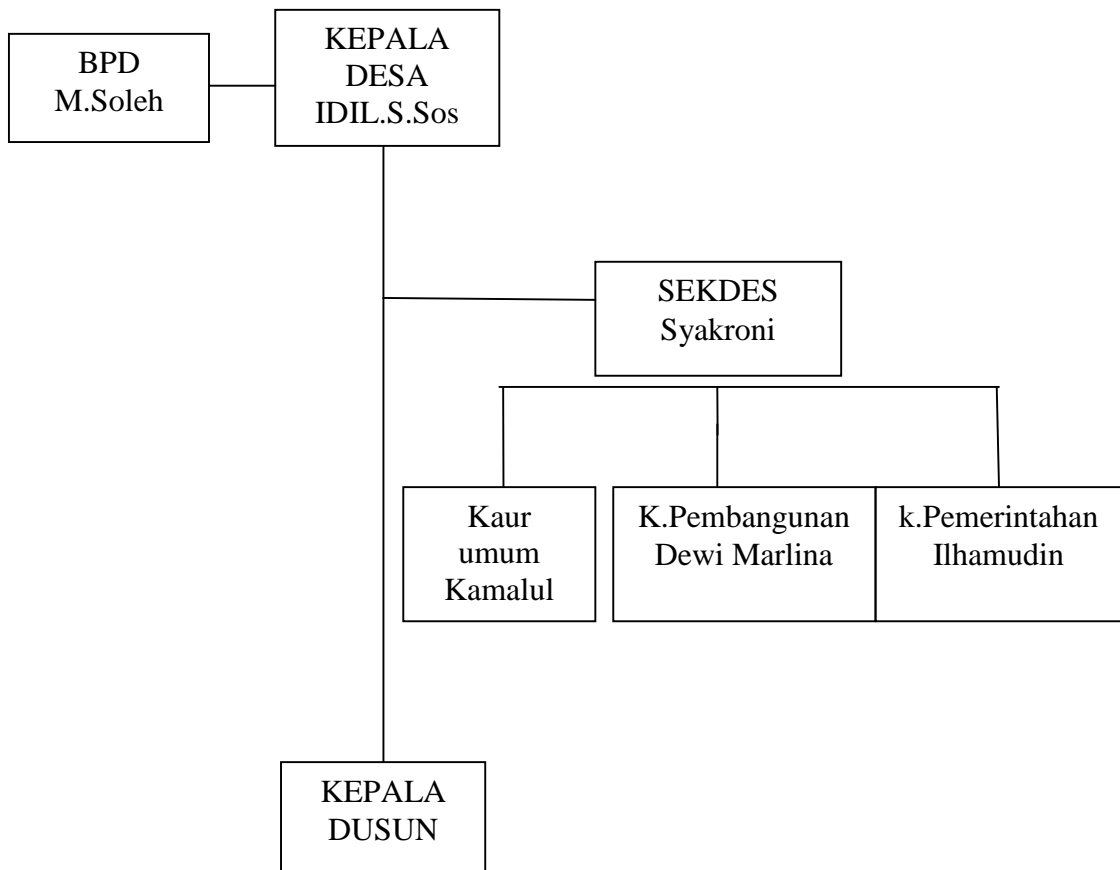 BPD
M.Soleh
KEPALA
DESA
IDIL.S.Sos
SEKDES
Syakroni
Kaur
umum
Kamalul
K.Pembangunan
Dewi Marlina
k.Pemerintahan
Ilhamudin
KEPALA
DUSUN